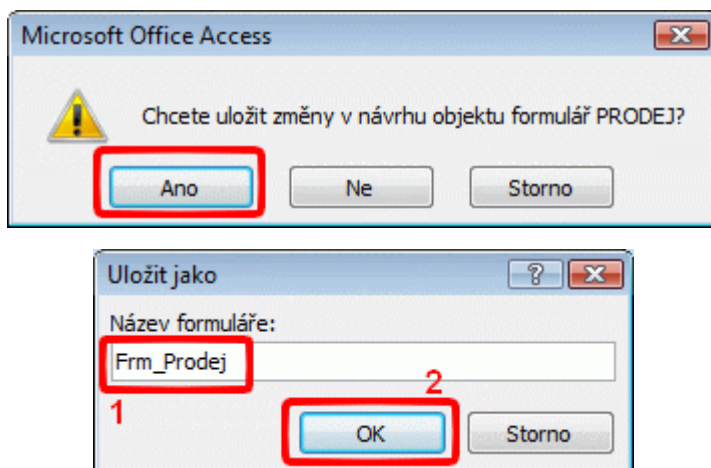 Microsoft Office Access
Chcete uložit změny v návrhu objektu formulář PRODEJ?
Ano Ne Storno
Uložit jako
Název formuláře:
Frm_Prodej
1 2
OK Storno